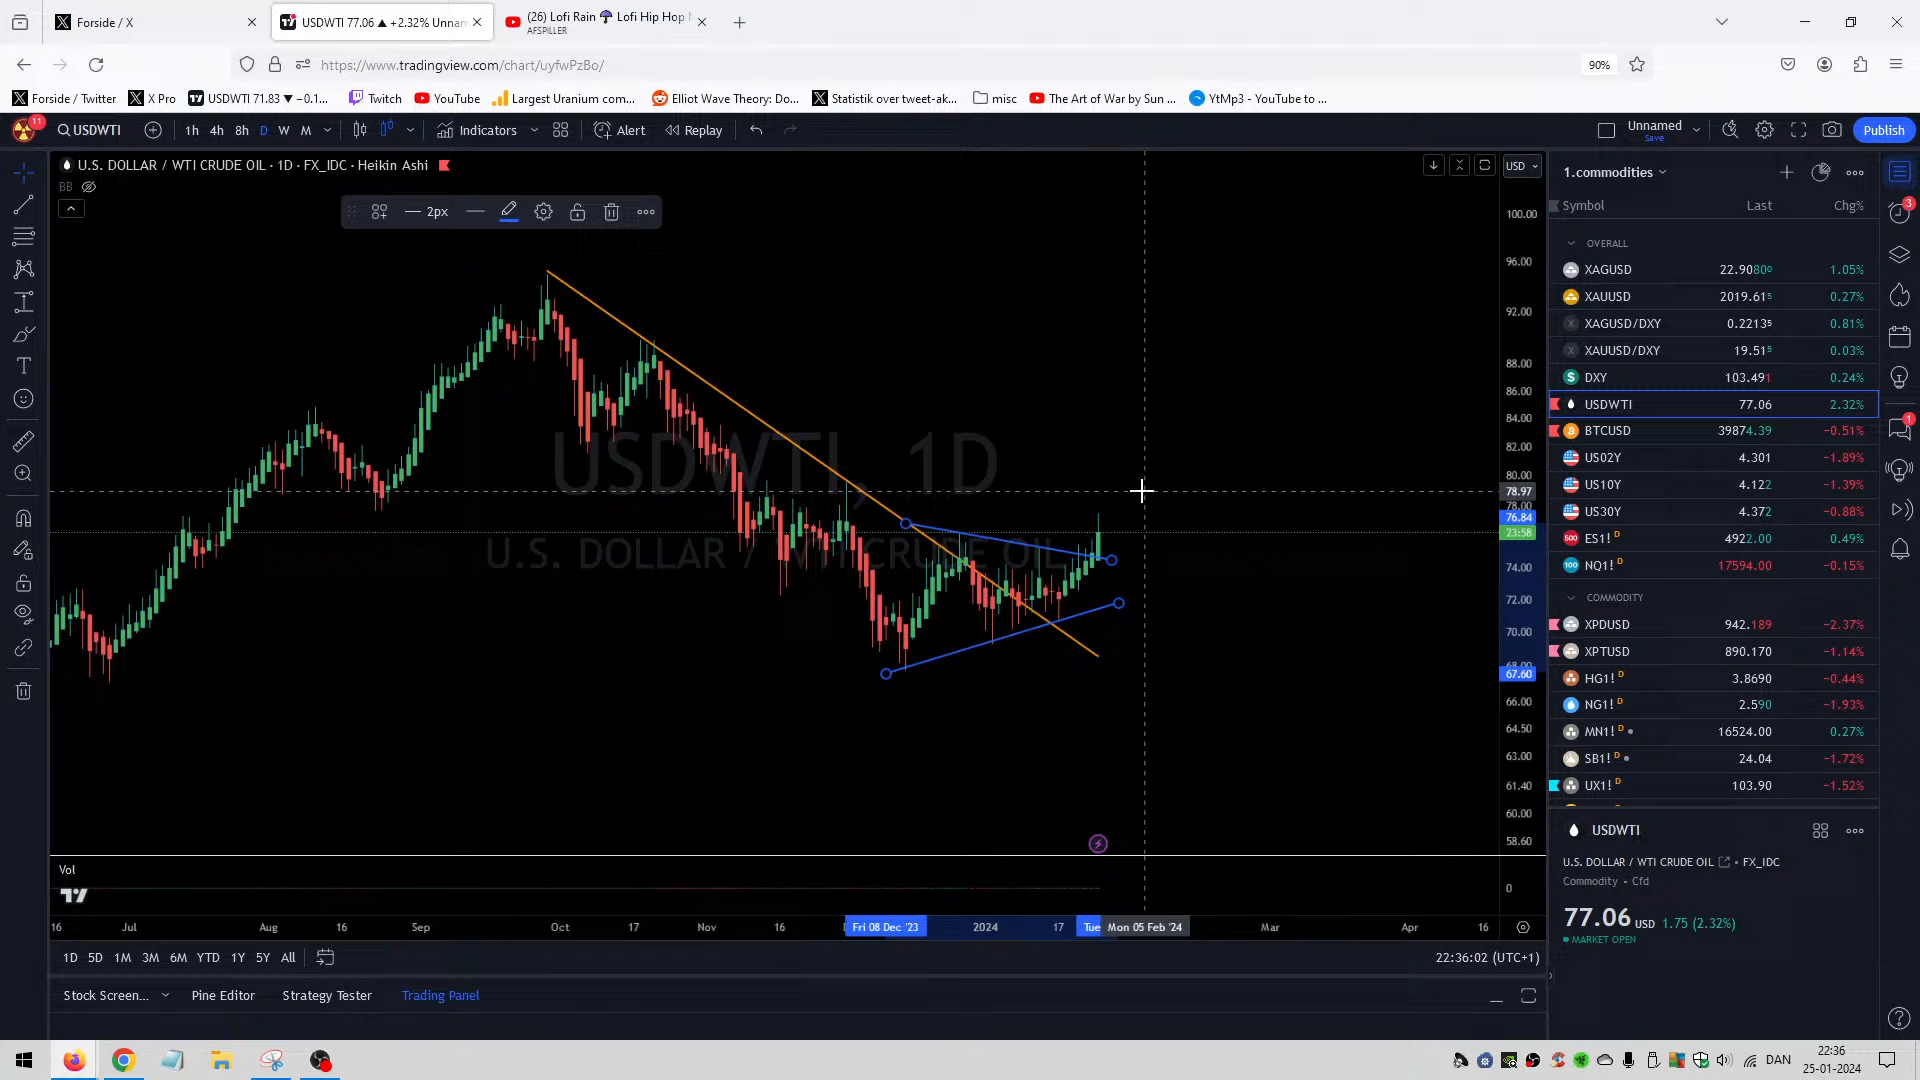 Forside / X
USDWTI 77.06 ▲ +2.32% Unnam
(26) Lofi Rain ☂ Lofi Hip Hop
AFSPILLER
https://www.tradingview.com/chart/uyfwPzBo/
90%
Forside / Twitter
X Pro
USDWTI 71.83 ▼ −0.1...
Twitch
YouTube
Largest Uranium com...
Elliot Wave Theory: Do...
Statistik over tweet-ak...
misc
The Art of War by Sun ...
YtMp3 - YouTube to ...
11
USDWTI
1h 4h 8h D W M
Indicators
Alert
Replay
Unnamed
Save
Publish
U.S. DOLLAR / WTI CRUDE OIL · 1D · FX_IDC · Heikin Ashi
BB
2px
USD
USDWTI, 1D
U.S. DOLLAR / WTI CRUDE OIL
100.00
96.00
92.00
88.00
86.00
84.00
82.00
80.00
78.97
78.00
76.84
23:58
74.00
72.00
70.00
68.00
67.60
66.00
64.50
63.00
61.40
60.00
58.60
Vol
0
16 Jul Aug 16 Sep Oct 17 Nov 16 Fri 08 Dec '23 2024 17 Tue Mon 05 Feb '24 Mar Apr 16
1D 5D 1M 3M 6M YTD 1Y 5Y All
22:36:02 (UTC+1)
Stock Screen...
Pine Editor
Strategy Tester
Trading Panel
1.commodities
Symbol Last Chg%
OVERALL
XAGUSD 22.9080⁰ 1.05%
XAUUSD 2019.61⁵ 0.27%
XAGUSD/DXY 0.2213⁵ 0.81%
XAUUSD/DXY 19.51⁵ 0.03%
DXY 103.491 0.24%
USDWTI 77.06 2.32%
BTCUSD 39874.39 −0.51%
US02Y 4.301 −1.89%
US10Y 4.122 −1.39%
US30Y 4.372 −0.88%
ES1! D 4922.00 0.49%
NQ1! D 17594.00 −0.15%
COMMODITY
XPDUSD 942.189 −2.37%
XPTUSD 890.170 −1.14%
HG1! D 3.8690 −0.44%
NG1! D 2.590 −1.93%
MN1! D 16524.00 0.27%
SB1! D 24.04 −1.72%
UX1! D 103.90 −1.52%
USDWTI
U.S. DOLLAR / WTI CRUDE OIL • FX_IDC
Commodity • Cfd
77.06 USD 1.75 (2.32%)
MARKET OPEN
3
1
DAN
22:36
25-01-2024